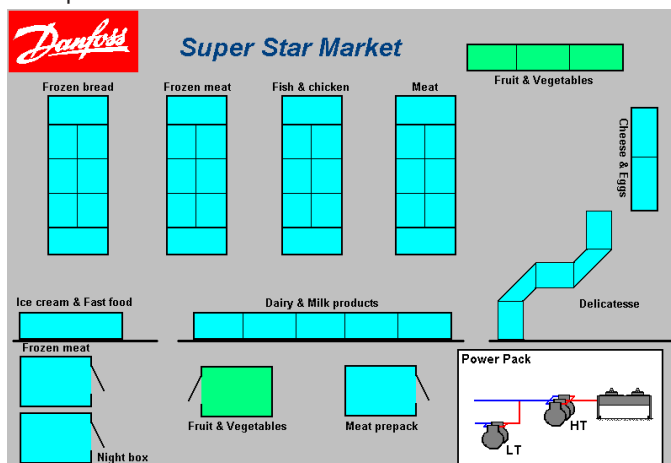 Danfoss
Super Star Market
Fruit & Vegetables
Frozen bread
Frozen meat
Fish & chicken
Meat
Cheese & Eggs
Ice cream & Fast food
Dairy & Milk products
Delicatesse
Frozen meat
Power Pack
Fruit & Vegetables
Meat prepack
HT
LT
Night box